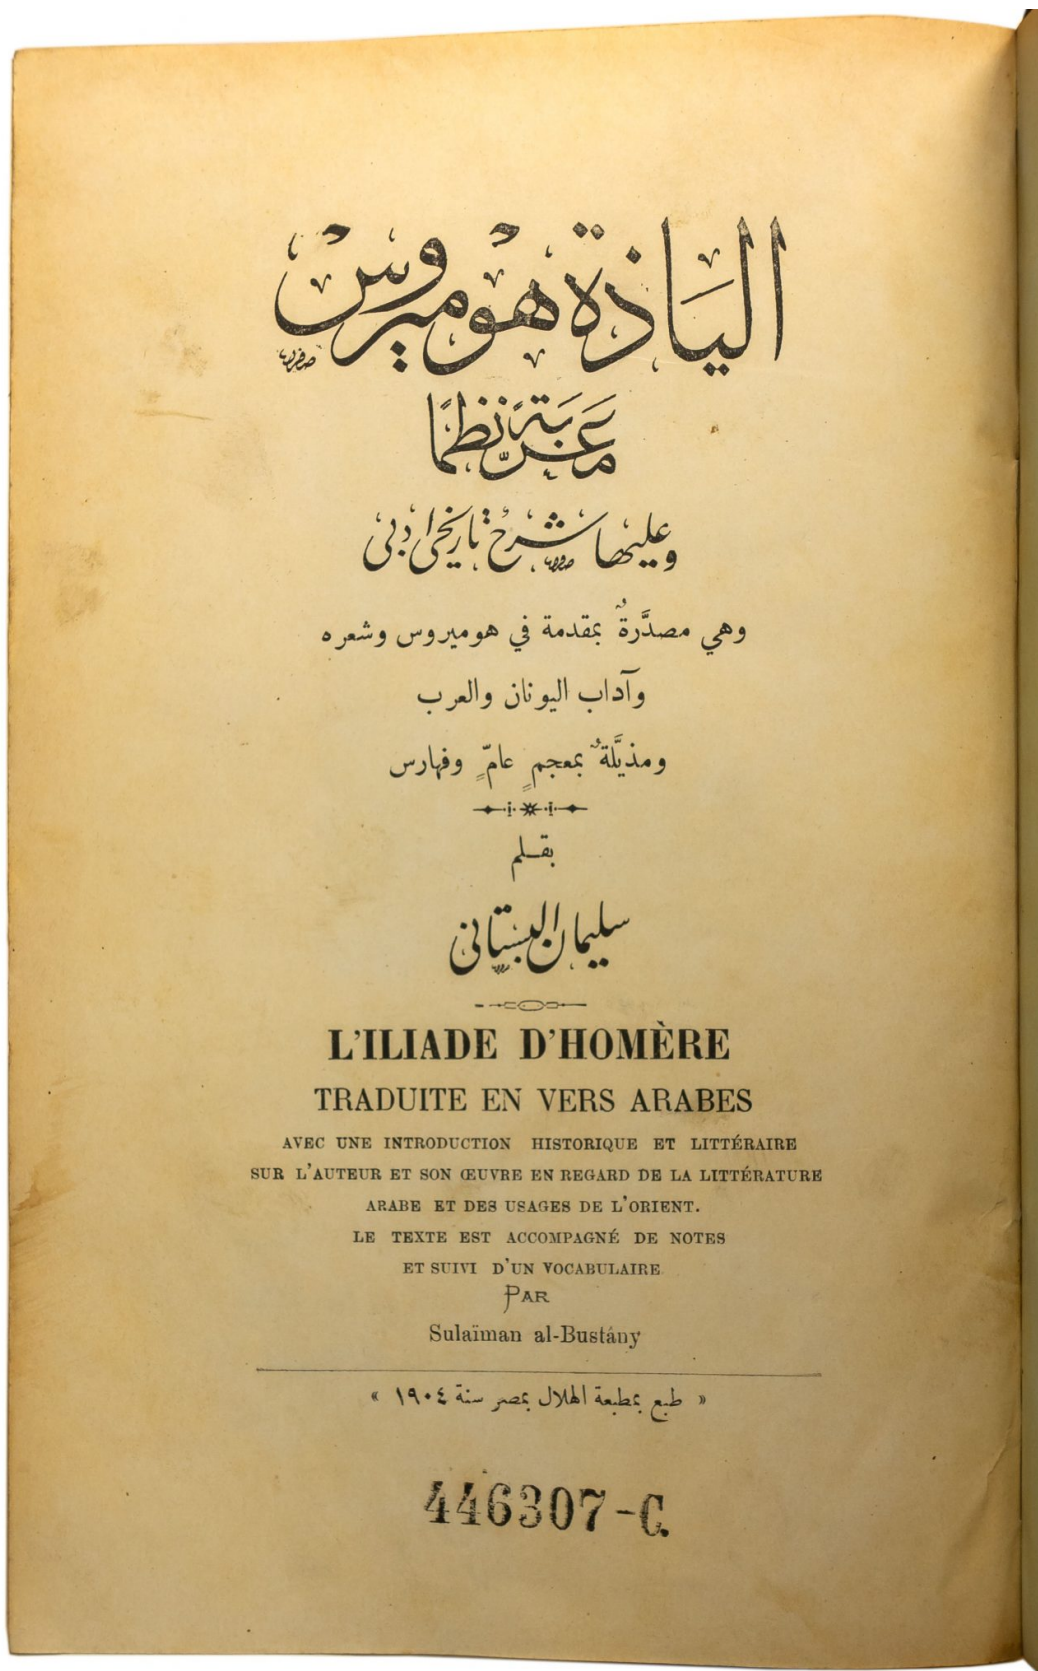 الياذة هوميروس
معرّبة نظمًا
وعليها شرح تاريخي ادبي
وهي مصدَّرةٌ بمقدمة في هوميروس وشعره
وآداب اليونان والعرب
ومذيَّلةٌ بمعجمٍ عامٍّ وفهارس
بقلم
سليمان البستاني
L'ILIADE D'HOMÈRE
TRADUITE EN VERS ARABES
AVEC UNE INTRODUCTION HISTORIQUE ET LITTÉRAIRE
SUR L'AUTEUR ET SON ŒUVRE EN REGARD DE LA LITTÉRATURE
ARABE ET DES USAGES DE L'ORIENT.
LE TEXTE EST ACCOMPAGNÉ DE NOTES
ET SUIVI D'UN VOCABULAIRE
PAR
Sulaïman al-Bustány
« طبع بمطبعة الهلال بمصر سنة ١٩٠٤ »
446307-C.